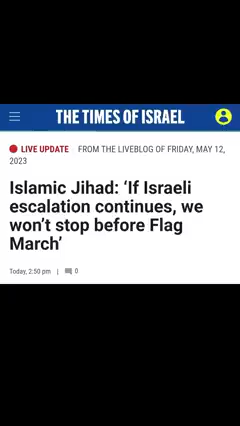 THE TIMES OF ISRAEL
LIVE UPDATE FROM THE LIVEBLOG OF FRIDAY, MAY 12,
2023
Islamic Jihad: ‘If Israeli
escalation continues, we
won’t stop before Flag
March’
Today, 2:50 pm | 0